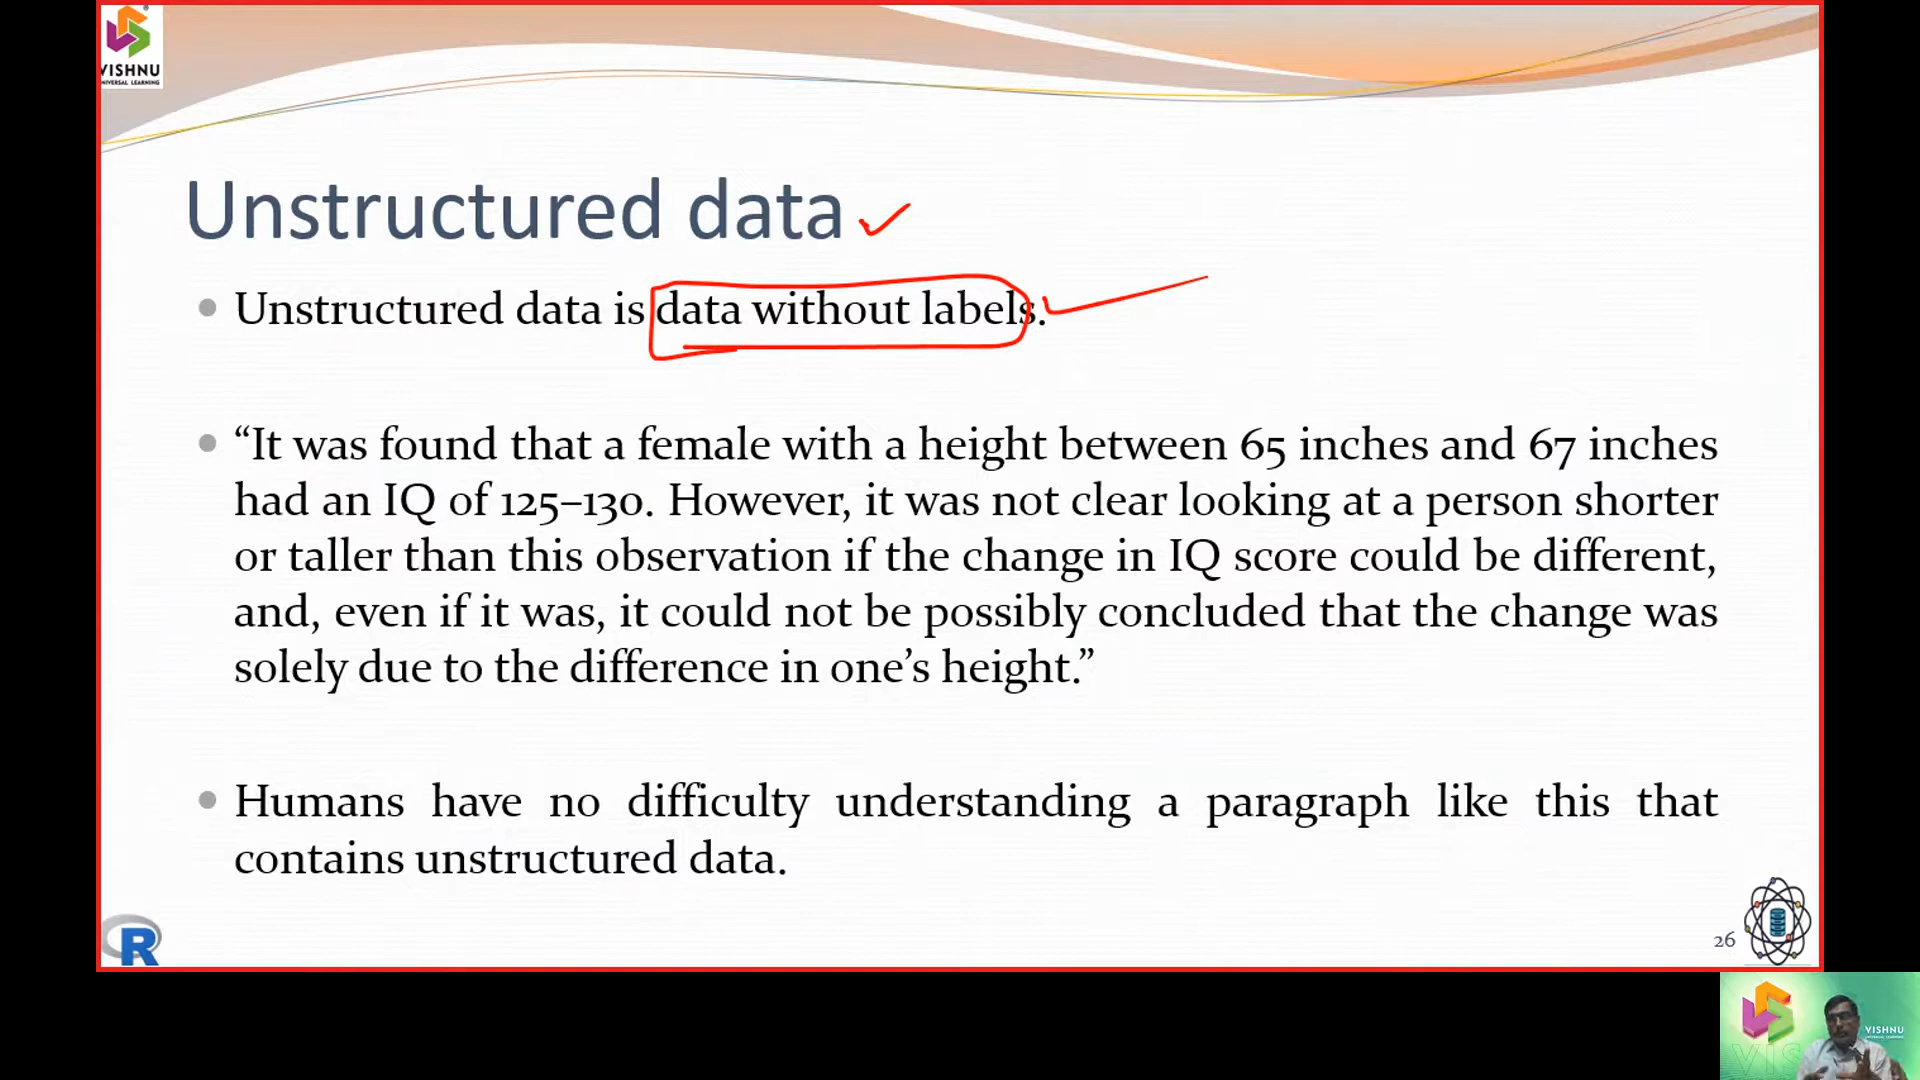 VISHNU
UNIVERSAL LEARNING
Unstructured data
Unstructured data is data without labels.
“It was found that a female with a height between 65 inches and 67 inches
had an IQ of 125–130. However, it was not clear looking at a person shorter
or taller than this observation if the change in IQ score could be different,
and, even if it was, it could not be possibly concluded that the change was
solely due to the difference in one’s height.”
Humans have no difficulty understanding a paragraph like this that
contains unstructured data.
R
26
VISHNU
UNIVERSAL LEARNING
VIS